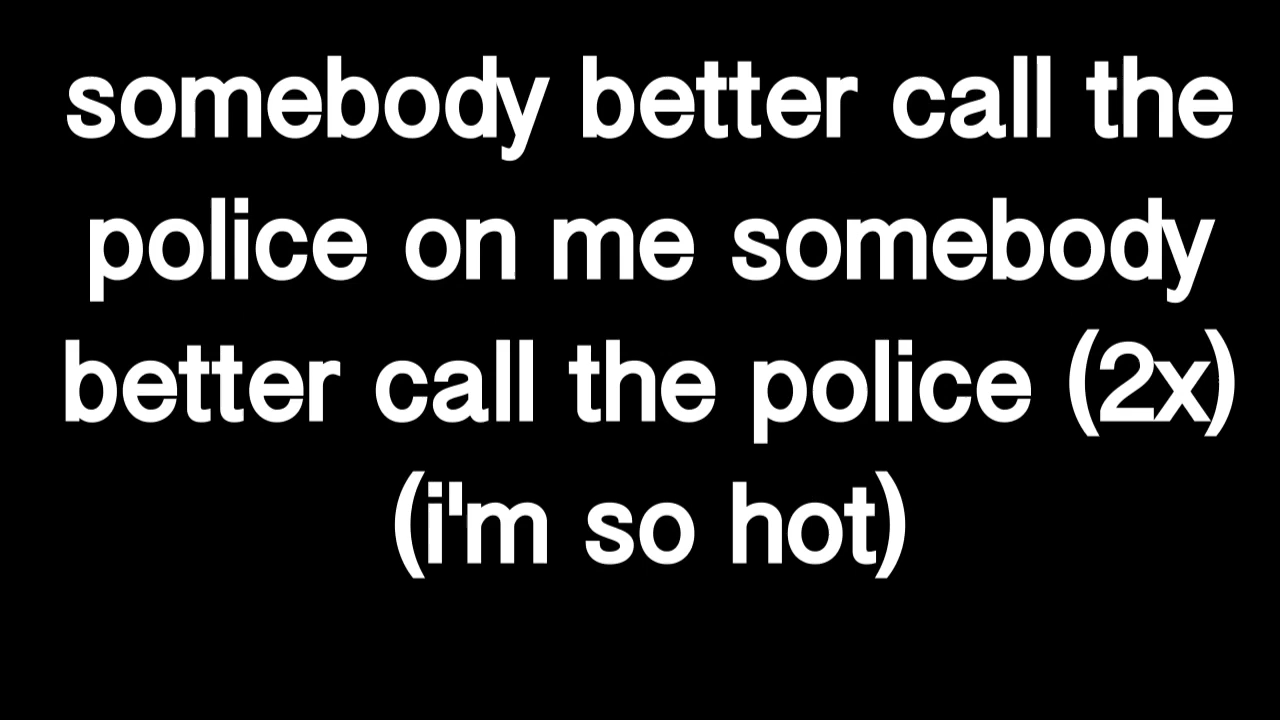 somebody better call the
police on me somebody
better call the police (2x)
(i'm so hot)